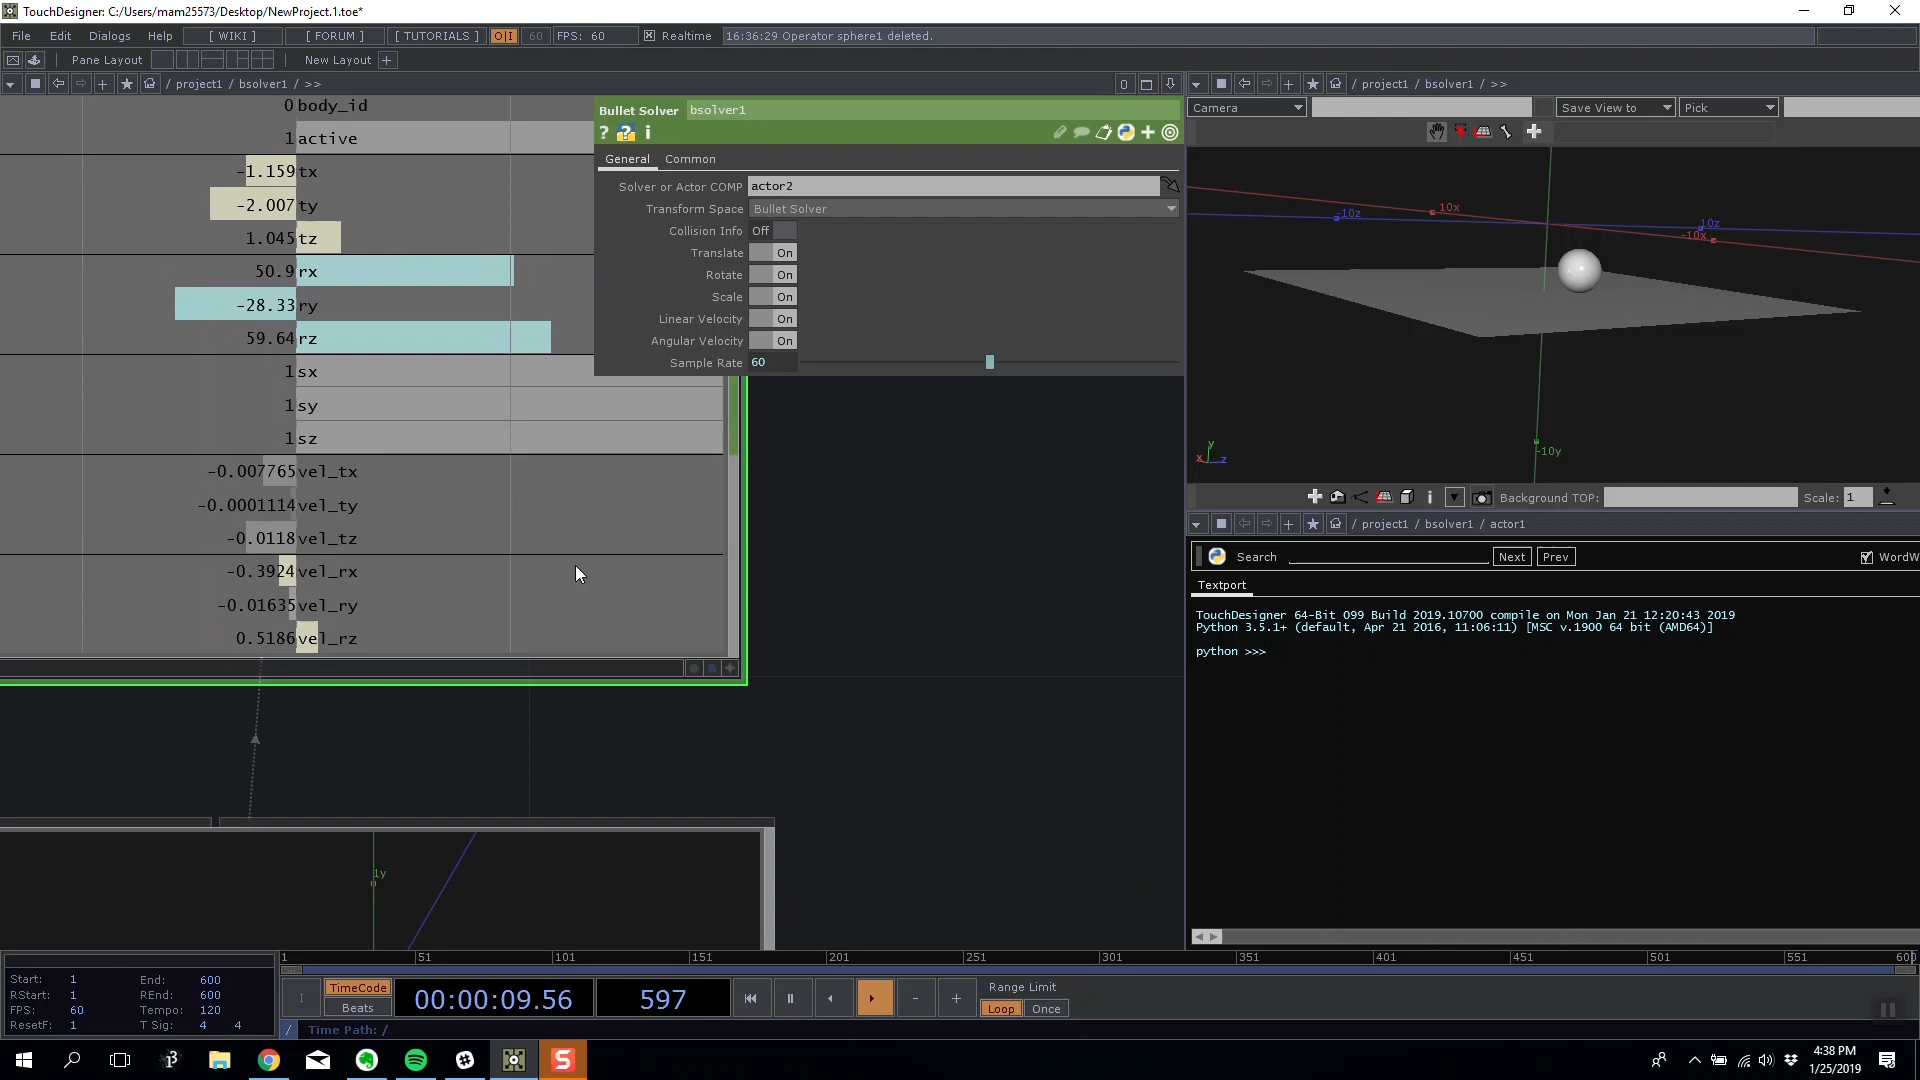 TouchDesigner: C:/Users/mam25573/Desktop/NewProject.1.toe*
File Edit Dialogs Help [ WIKI ] [ FORUM ] [ TUTORIALS ] O|I 60 FPS: 60 Realtime 16:36:29 Operator sphere1 deleted.
Pane Layout New Layout +
/ project1 / bsolver1 / >>
0 body_id
1 active
-1.159 tx
-2.007 ty
1.045 tz
50.9 rx
-28.33 ry
59.64 rz
1 sx
1 sy
1 sz
-0.007765 vel_tx
-0.0001114 vel_ty
-0.0118 vel_tz
-0.3924 vel_rx
-0.01635 vel_ry
0.5186 vel_rz
Bullet Solver bsolver1
? ? i
General Common
Solver or Actor COMP actor2
Transform Space Bullet Solver
Collision Info Off
Translate On
Rotate On
Scale On
Linear Velocity On
Angular Velocity On
Sample Rate 60
1y
/ project1 / bsolver1 / >>
Camera Save View to Pick
-10z 10x 10z
-10x
-10y
y
x z
i Background TOP: Scale: 1
/ project1 / bsolver1 / actor1
Search Next Prev WordW
Textport
TouchDesigner 64-Bit 099 Build 2019.10700 compile on Mon Jan 21 12:20:43 2019
Python 3.5.1+ (default, Apr 21 2016, 11:06:11) [MSC v.1900 64 bit (AMD64)]
python >>>
1 51 101 151 201 251 301 351 401 451 501 551 600
Start: 1 End: 600
RStart: 1 REnd: 600
FPS: 60 Tempo: 120
ResetF: 1 T Sig: 4 4
TimeCode
Beats
00:00:09.56 597
- +
Range Limit
Loop Once
/ Time Path: /
4:38 PM
1/25/2019